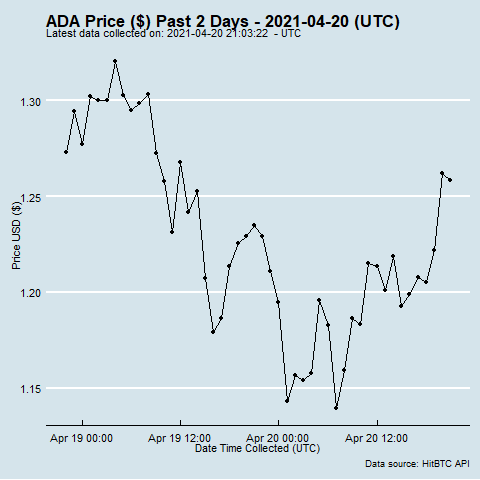 ADA Price ($) Past 2 Days - 2021-04-20 (UTC)
Latest data collected on: 2021-04-20 21:03:22  - UTC
1.30
1.25
1.20
1.15
Price USD ($)
Apr 19 00:00
Apr 19 12:00
Apr 20 00:00
Apr 20 12:00
Date Time Collected (UTC)
Data source: HitBTC API